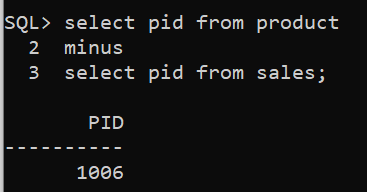 SQL> select pid from product
2 minus
3 select pid from sales;
PID
----------
1006